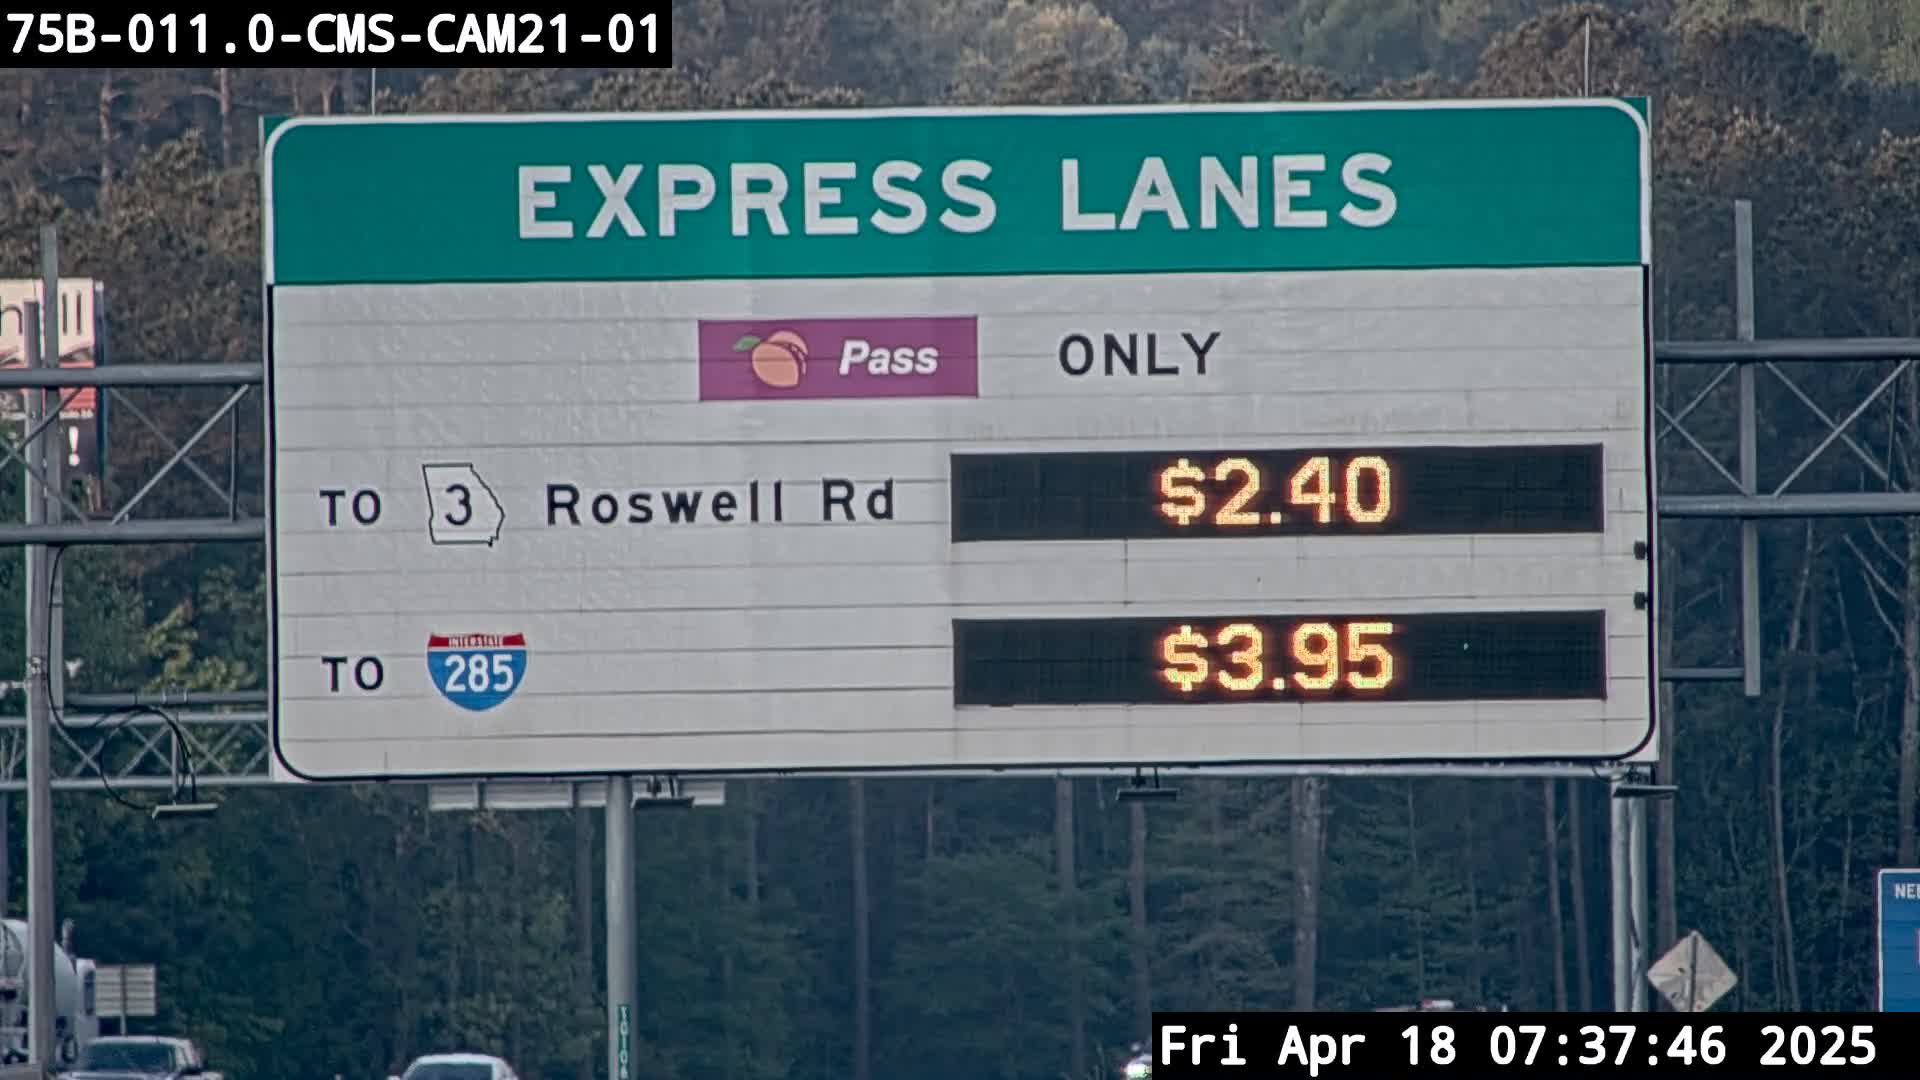 75B-011.0-CMS-CAM21-01
EXPRESS LANES
Pass ONLY
TO 3 Roswell Rd $2.40
TO INTERSTATE 285 $3.95
Fri Apr 18 07:37:46 2025